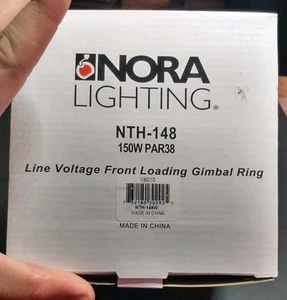 NORA
LIGHTING®
NTH-148
150W PAR38
Line Voltage Front Loading Gimbal Ring
NTH-148W
MADE IN CHINA
MADE IN CHINA